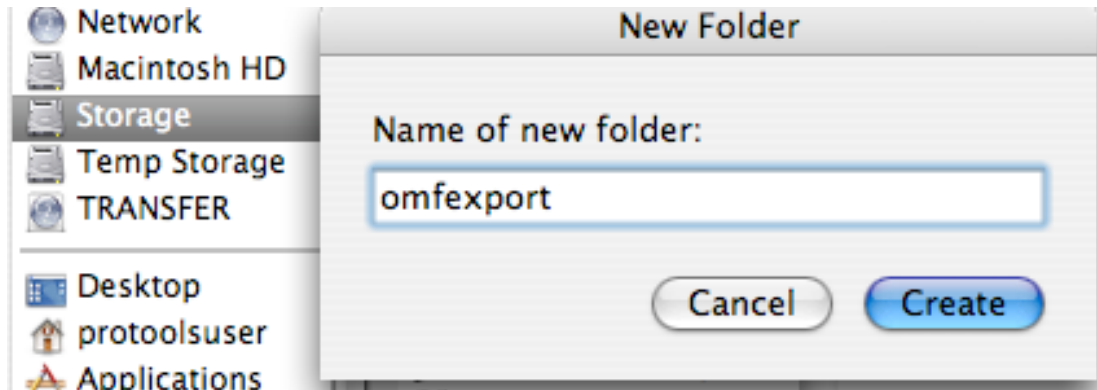 Network
Macintosh HD
Storage
Temp Storage
TRANSFER
Desktop
protoolsuser
Applications
New Folder
Name of new folder:
omfexport
Cancel
Create